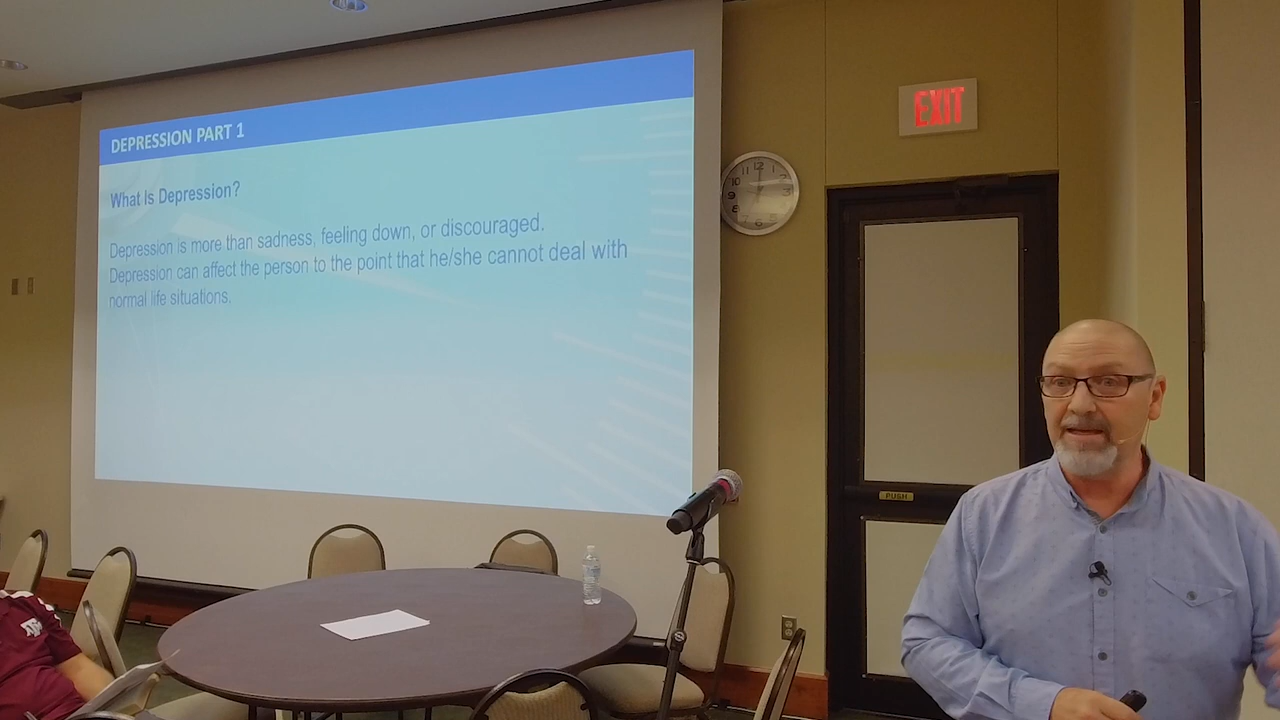 DEPRESSION PART 1
What Is Depression?
Depression is more than sadness, feeling down, or discouraged.
Depression can affect the person to the point that he/she cannot deal with
normal life situations.
EXIT
PUSH